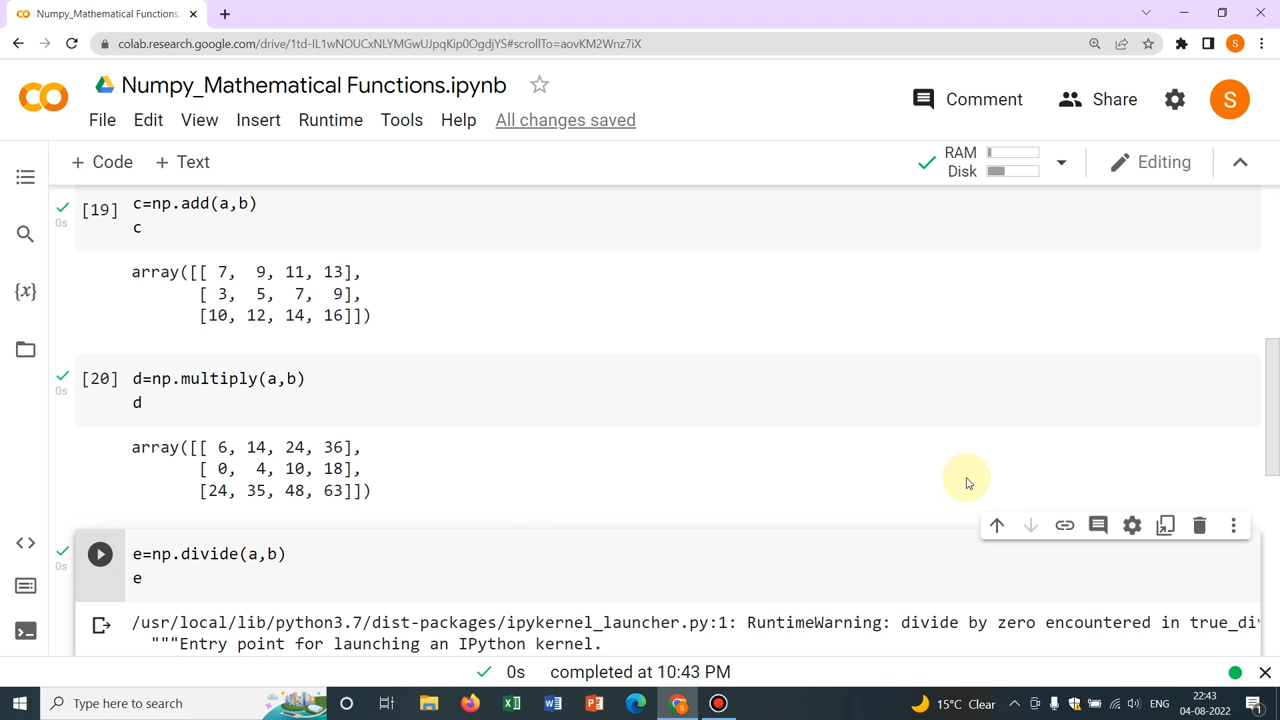 Numpy_Mathematical Functions.
colab.research.google.com/drive/1td-IL1wNOUCxNLYMGwUJpqKip0OgdjYS#scrollTo=aovKM2Wnz7iX
S
CO
Numpy_Mathematical Functions.ipynb
Comment
Share
S
File Edit View Insert Runtime Tools Help All changes saved
+ Code + Text
RAM
Disk
Editing
[19] c=np.add(a,b)
0s
c
array([[ 7, 9, 11, 13],
[ 3, 5, 7, 9],
[10, 12, 14, 16]])
{x}
[20] d=np.multiply(a,b)
0s
d
array([[ 6, 14, 24, 36],
[ 0, 4, 10, 18],
[24, 35, 48, 63]])
e=np.divide(a,b)
0s
e
/usr/local/lib/python3.7/dist-packages/ipykernel_launcher.py:1: RuntimeWarning: divide by zero encountered in true_div
"""Entry point for launching an IPython kernel.
0s completed at 10:43 PM
Type here to search
15°C Clear
ENG
22:43
04-08-2022